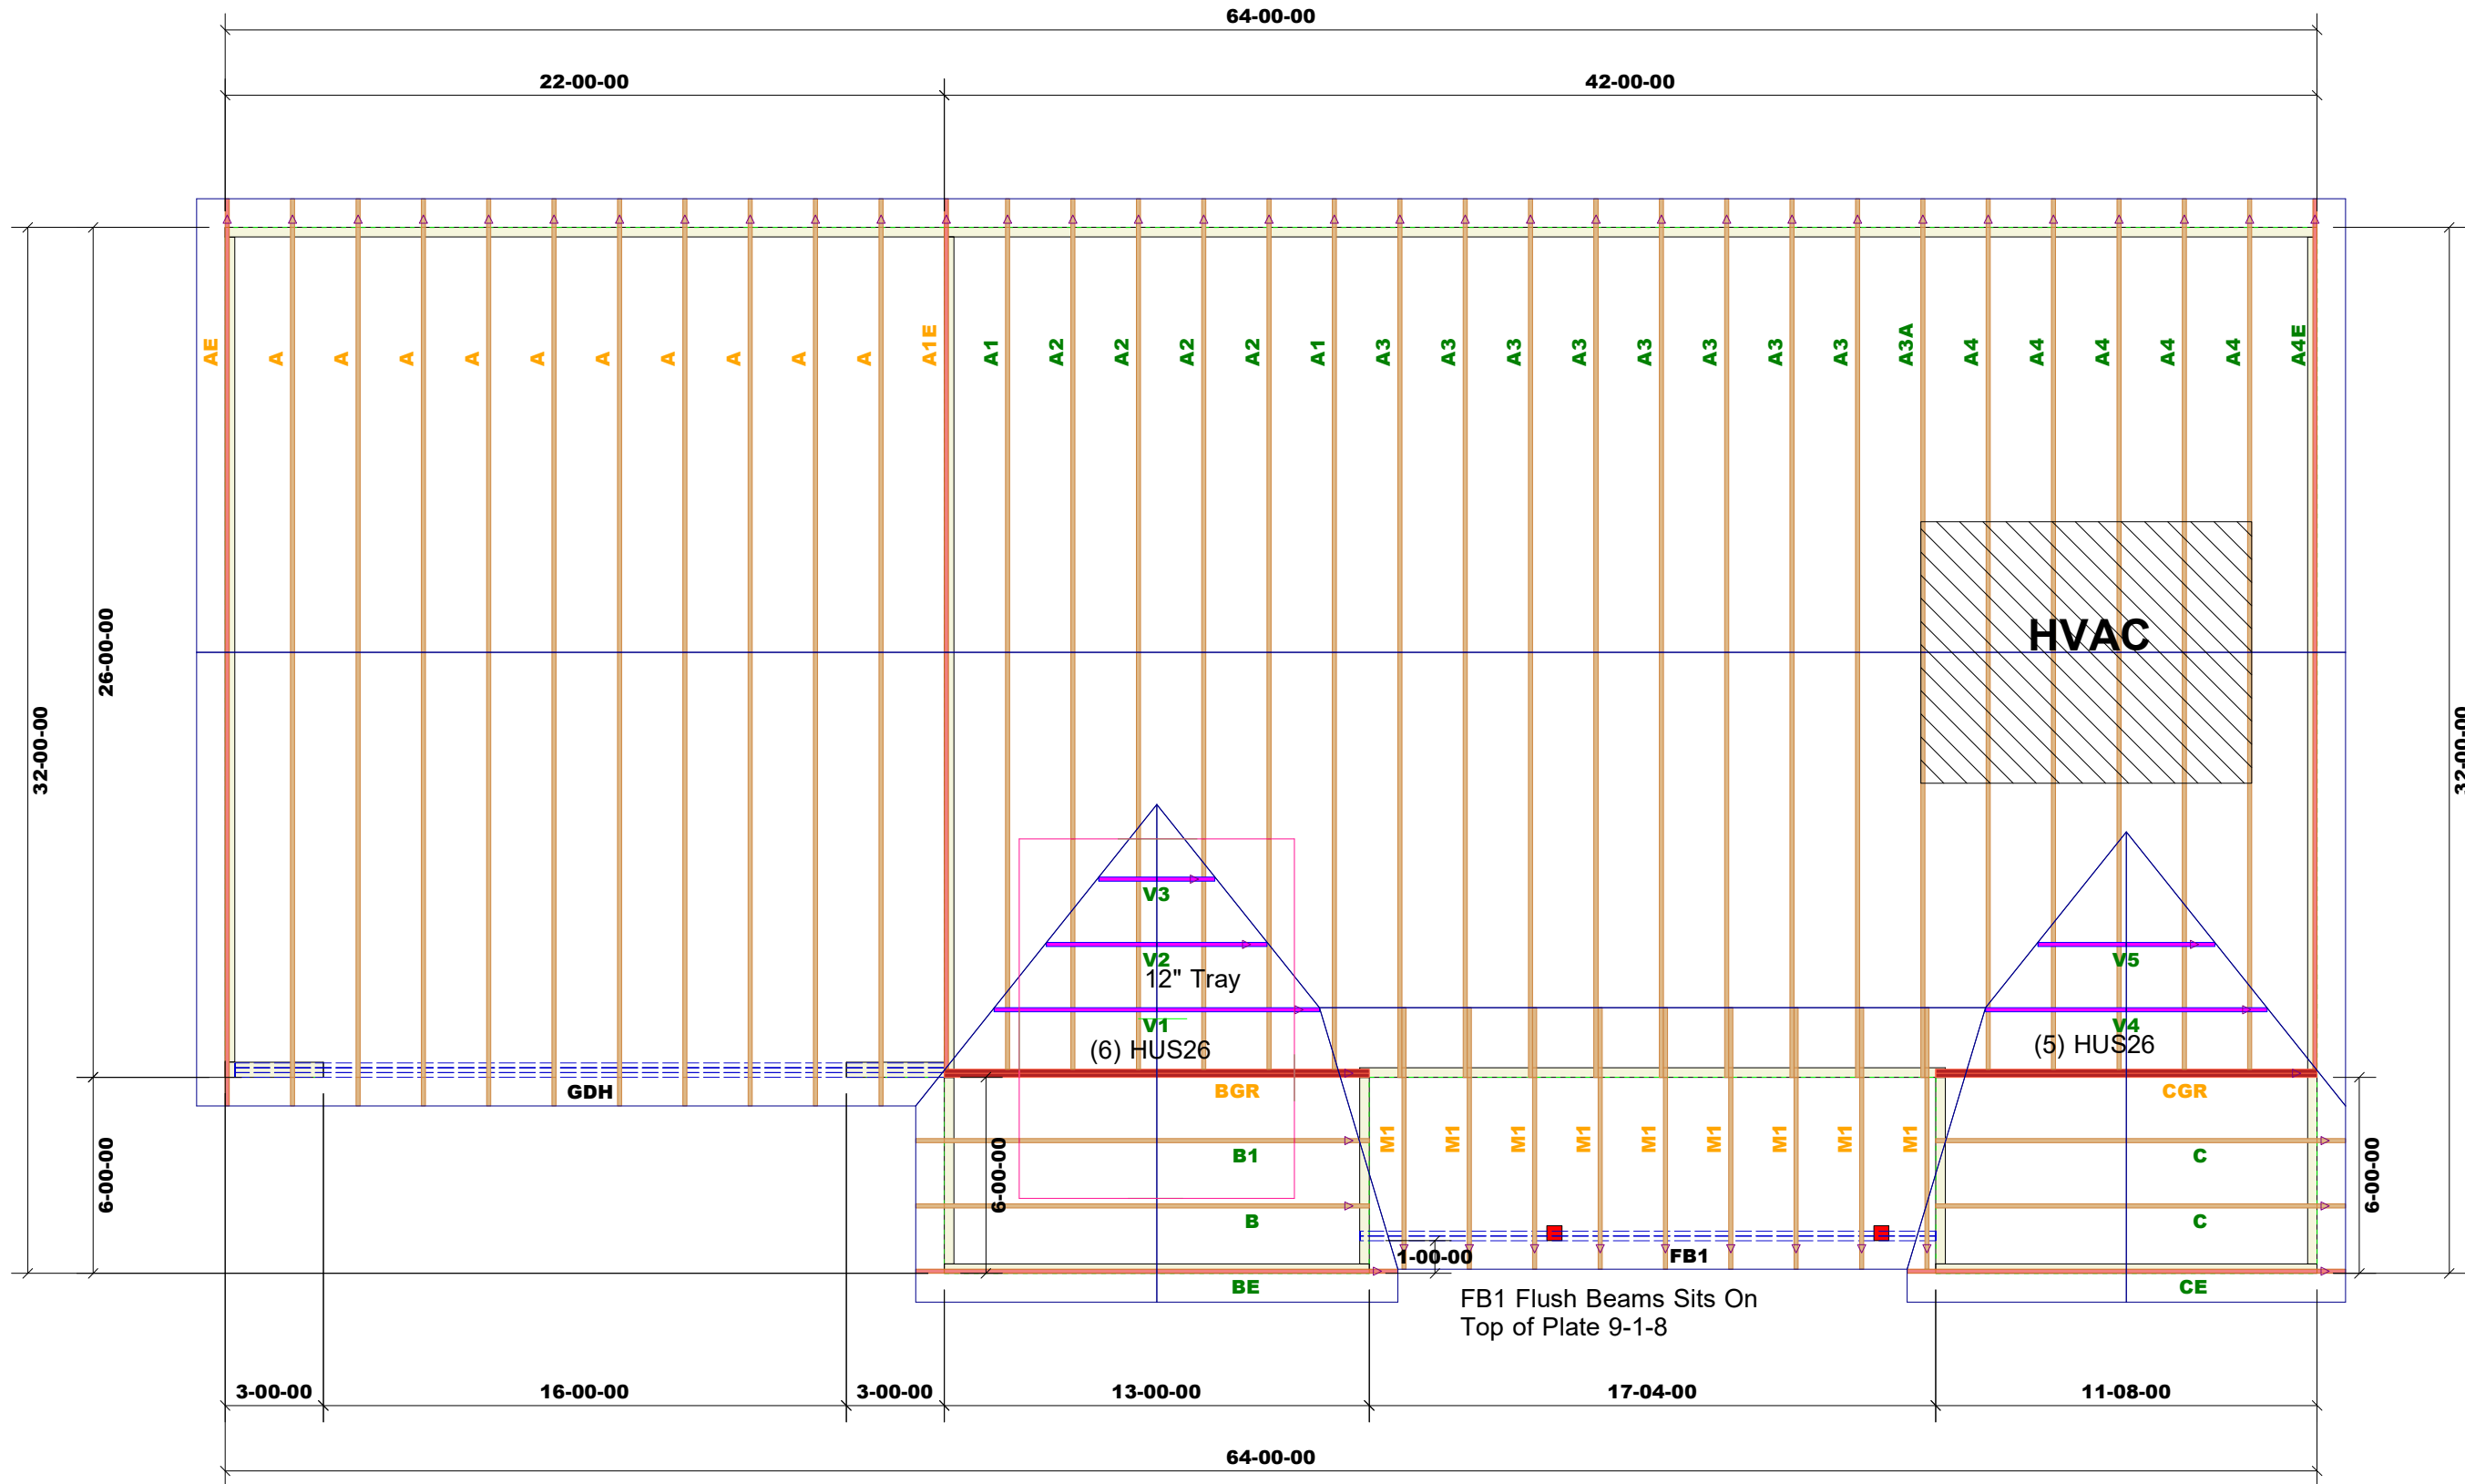 64-00-00
22-00-00
42-00-00
AE
A
A
A
A
A
A
A
A
A
A
A1E
A1
A2
A2
A2
A2
A1
A3
A3
A3
A3
A3
A3
A3
A3
A3A
A4
A4
A4
A4
A4
A4E
32-00-00
26-00-00
6-00-00
32-00-00
HVAC
V3
V2
12" Tray
V1
(6) HUS26
V5
V4
(5) HUS26
GDH
BGR
CGR
B1
B
BE
6-00-00
M1
M1
M1
M1
M1
M1
M1
M1
M1
C
C
CE
6-00-00
1-00-00
FB1
FB1 Flush Beams Sits On
Top of Plate 9-1-8
3-00-00
16-00-00
3-00-00
13-00-00
17-04-00
11-08-00
64-00-00